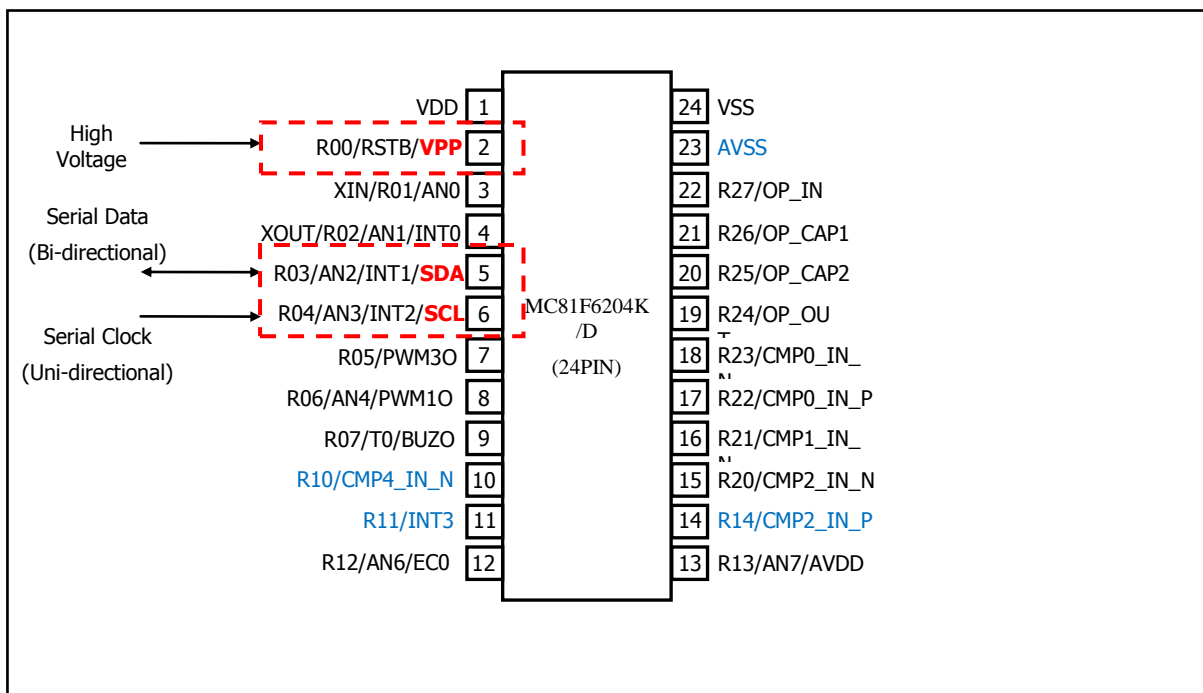 VDD 1
High Voltage
R00/RSTB/VPP 2
XIN/R01/AN0 3
Serial Data
(Bi-directional)
XOUT/R02/AN1/INT0 4
R03/AN2/INT1/SDA 5
R04/AN3/INT2/SCL 6
Serial Clock
(Uni-directional)
R05/PWM3O 7
R06/AN4/PWM1O 8
R07/T0/BUZO 9
R10/CMP4_IN_N 10
R11/INT3 11
R12/AN6/EC0 12
MC81F6204K
/D
(24PIN)
24 VSS
23 AVSS
22 R27/OP_IN
21 R26/OP_CAP1
20 R25/OP_CAP2
19 R24/OP_OU
18 R23/CMP0_IN_
17 R22/CMP0_IN_P
16 R21/CMP1_IN_
15 R20/CMP2_IN_N
14 R14/CMP2_IN_P
13 R13/AN7/AVDD